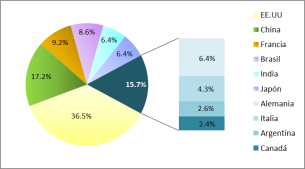 8.6%
6.4%
9.2%
6.4%
17.2%
15.7%
36.5%
6.4%
4.3%
2.6%
2.4%
EE.UU
China
Francia
Brasil
India
Japón
Alemania
Italia
Argentina
Canadá